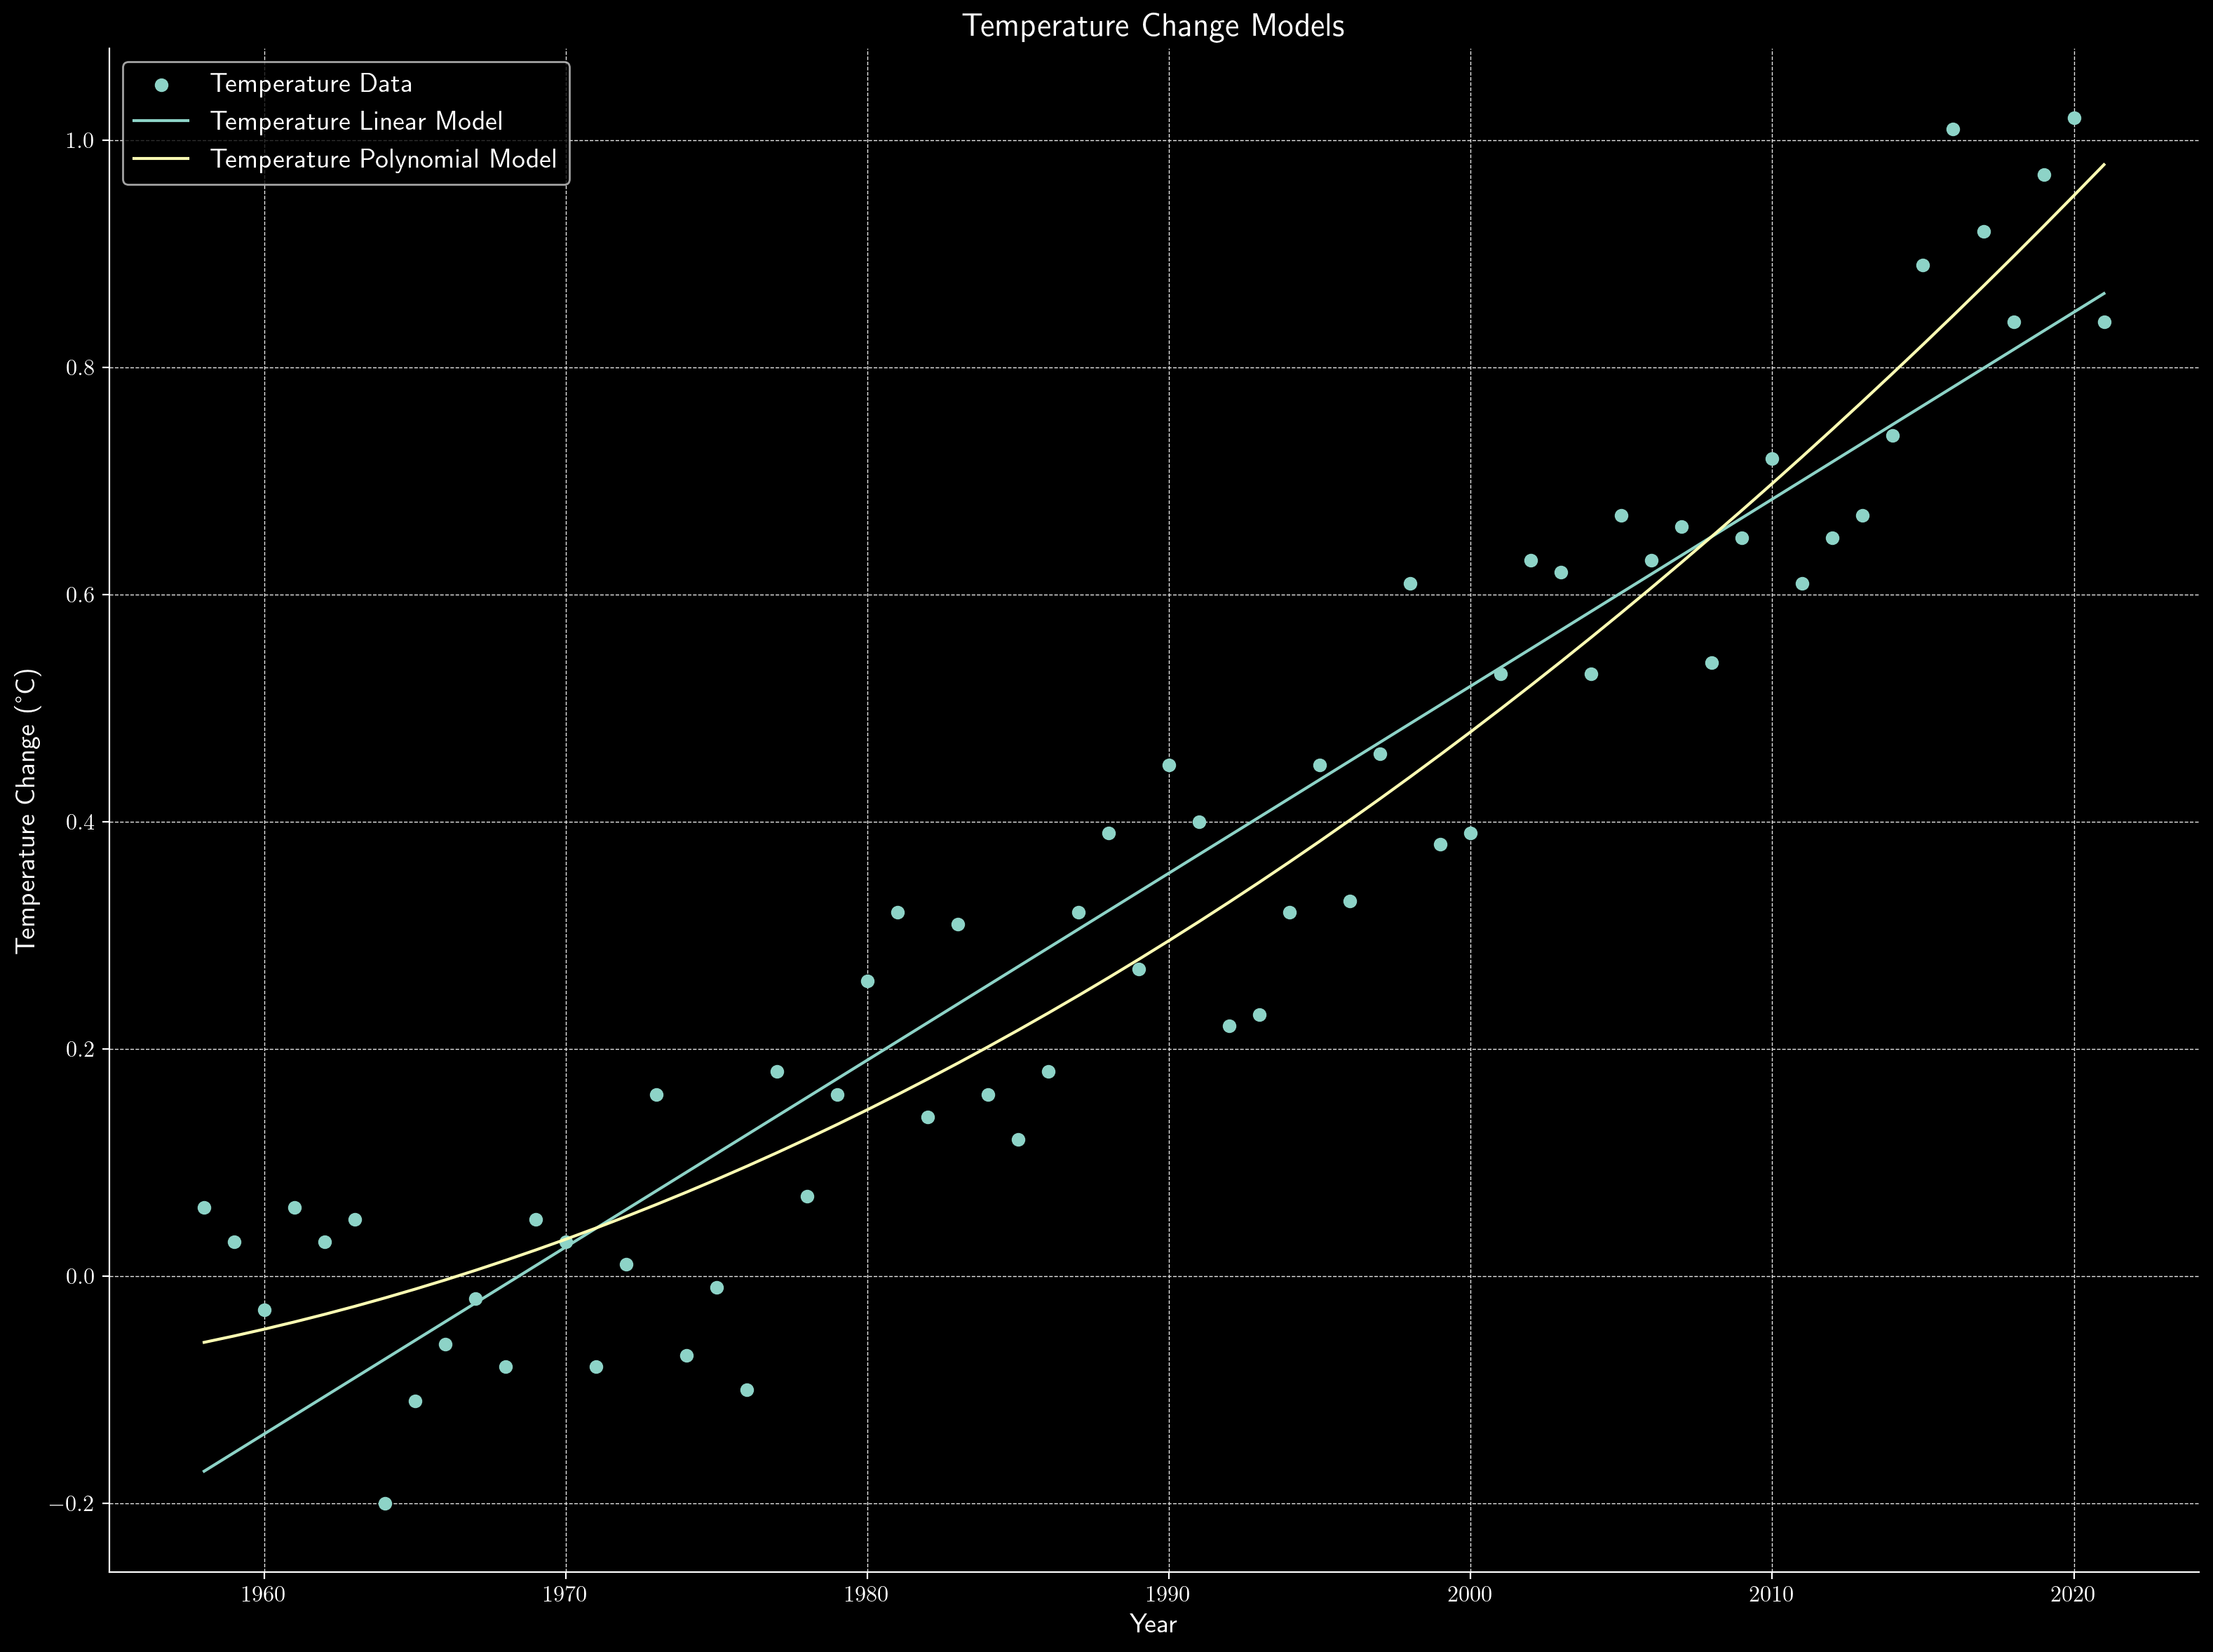 Temperature Change Models
Temperature Data
Temperature Linear Model
Temperature Polynomial Model
1.0
0.8
0.6
0.4
0.2
0.0
−0.2
Temperature Change (°C)
1960 1970 1980 1990 2000 2010 2020
Year